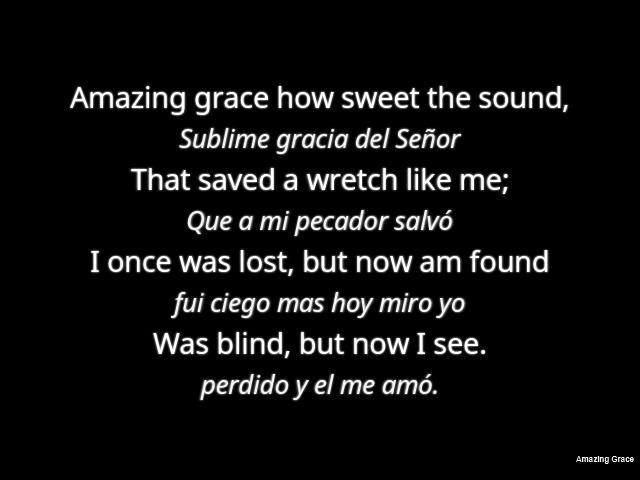 Amazing grace how sweet the sound,
Sublime gracia del Señor
That saved a wretch like me;
Que a mi pecador salvó
I once was lost, but now am found
fui ciego mas hoy miro yo
Was blind, but now I see.
perdido y el me amó.
Amazing Grace